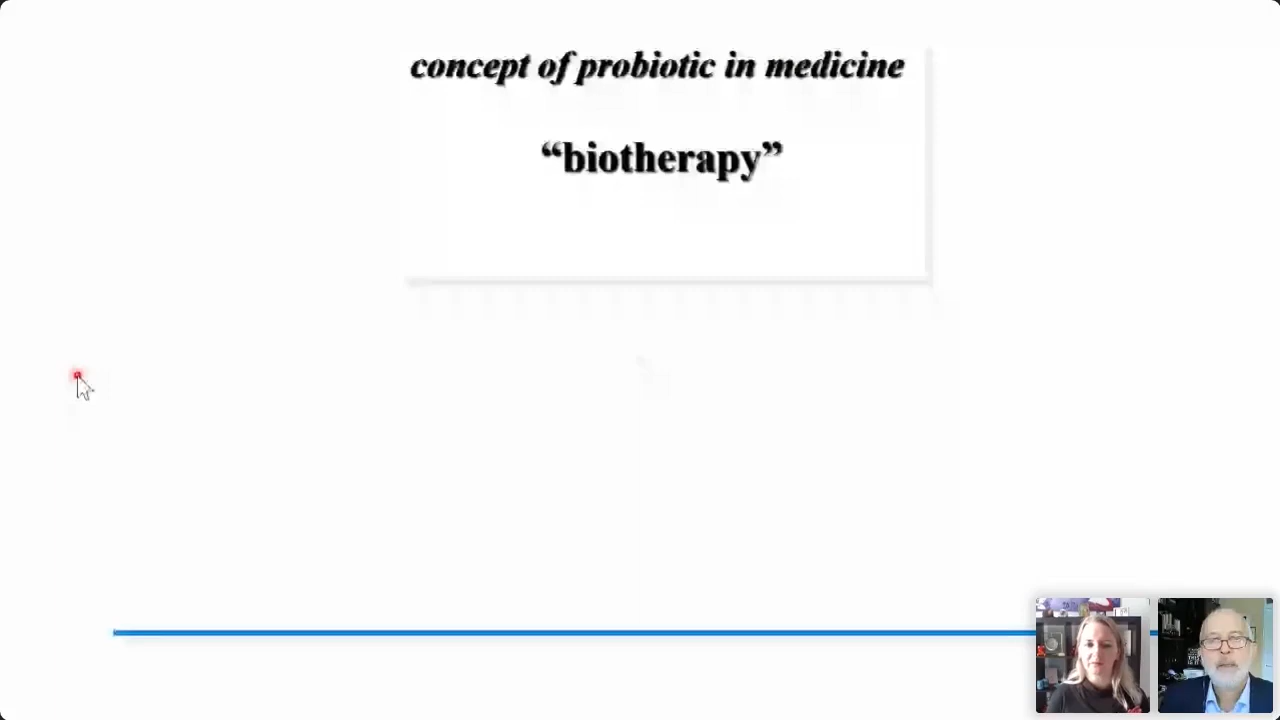 concept of probiotic in medicine
“biotherapy”